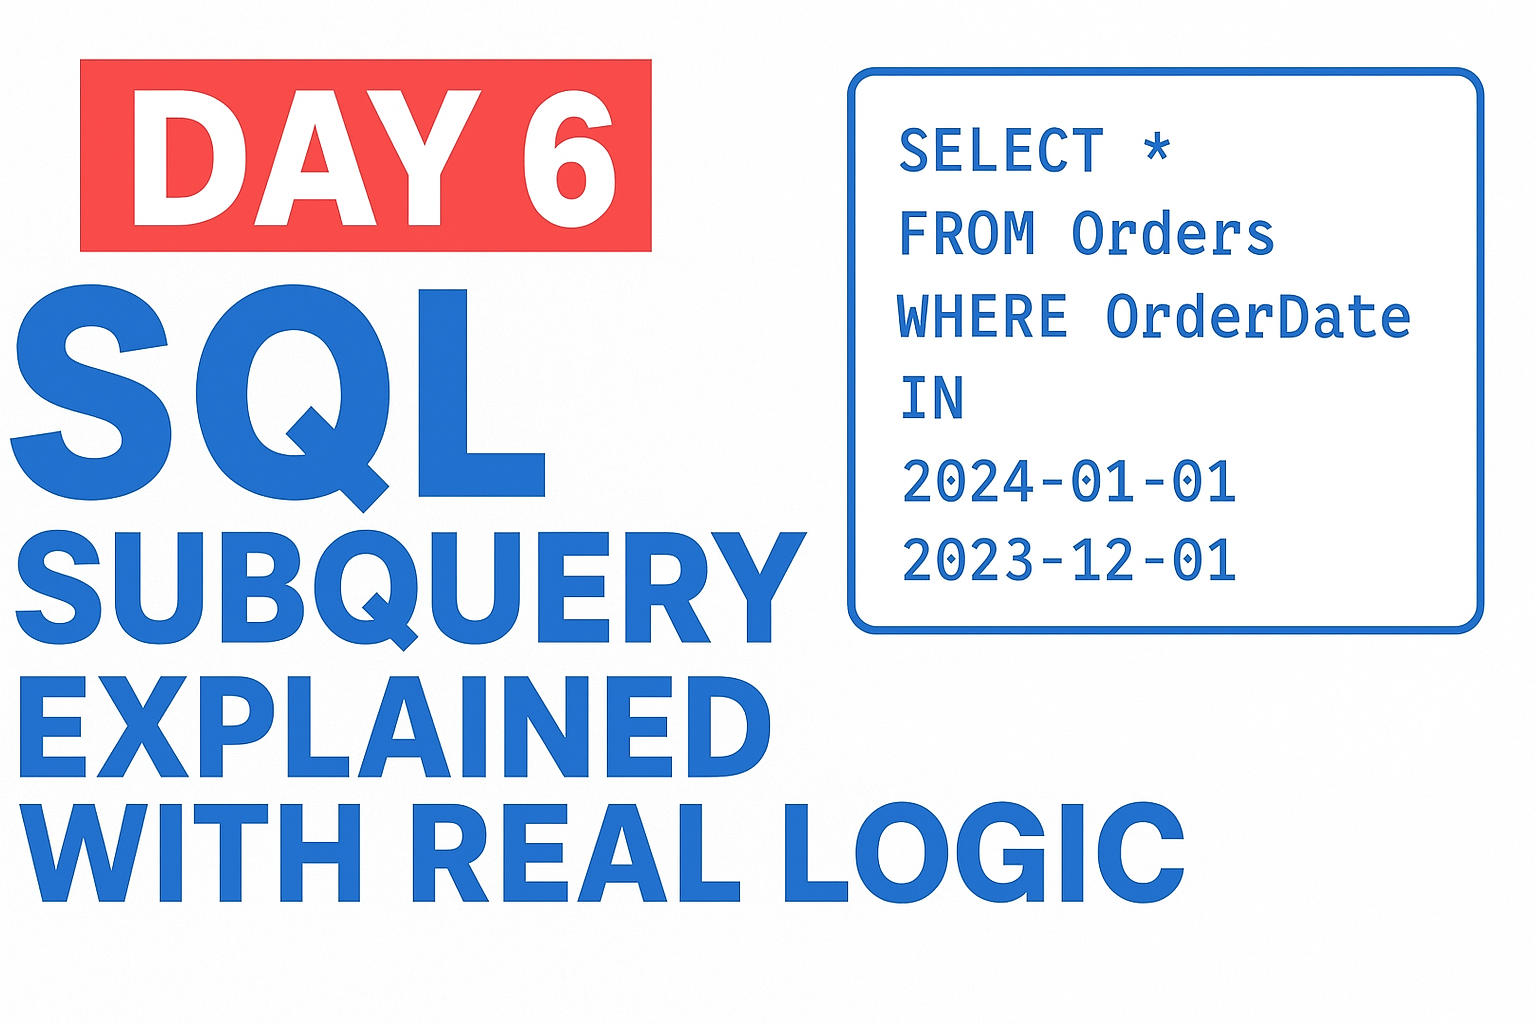 DAY 6
SQL
SUBQUERY
EXPLAINED
WITH REAL LOGIC
SELECT *
FROM Orders
WHERE OrderDate
IN
2024-01-01
2023-12-01